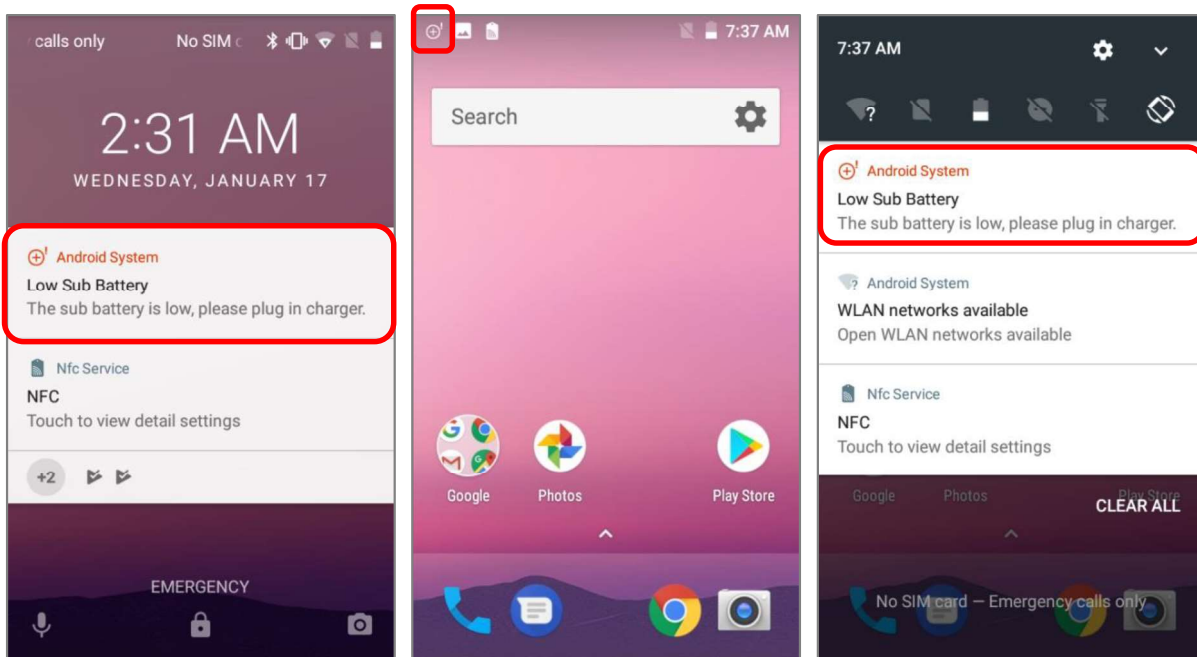 calls only No SIM c
2:31 AM
WEDNESDAY, JANUARY 17
Android System
Low Sub Battery
The sub battery is low, please plug in charger.
Nfc Service
NFC
Touch to view detail settings
+2
EMERGENCY
7:37 AM
Search
Google Photos Play Store
7:37 AM
Android System
Low Sub Battery
The sub battery is low, please plug in charger.
Android System
WLAN networks available
Open WLAN networks available
Nfc Service
NFC
Touch to view detail settings
Google Photos Play Store
CLEAR ALL
No SIM card — Emergency calls only